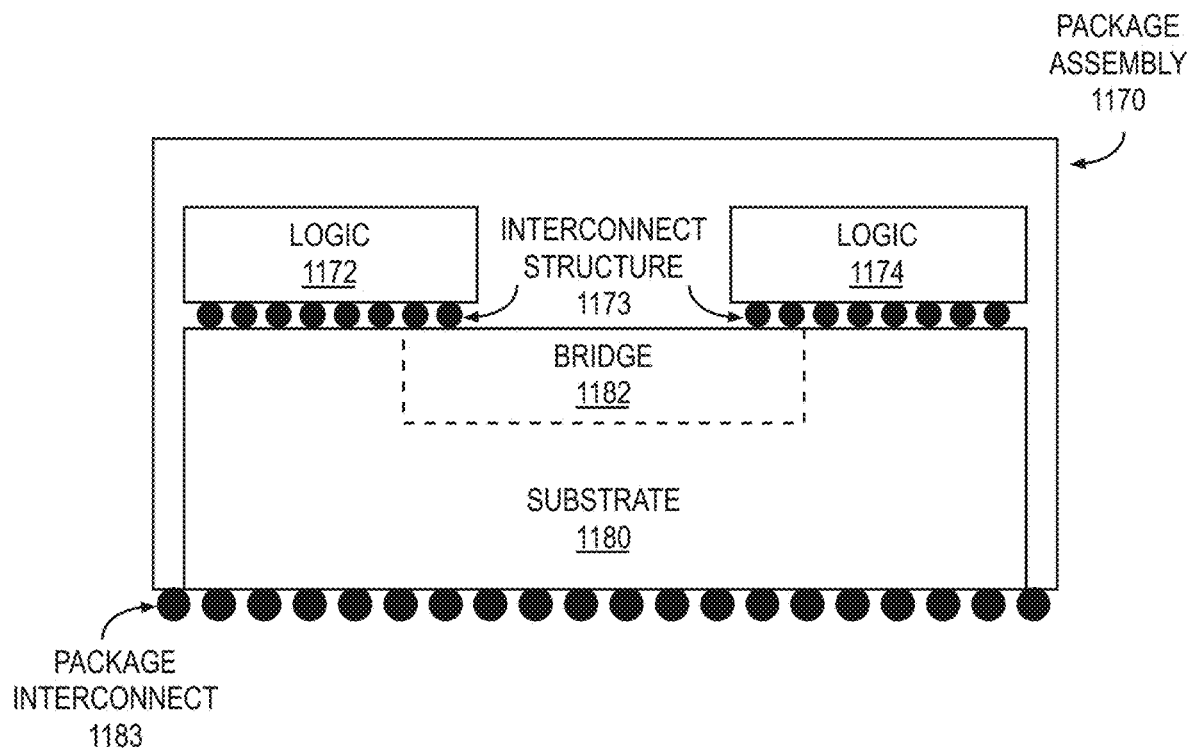 PACKAGE
ASSEMBLY
1170
LOGIC
1172
INTERCONNECT
STRUCTURE
1173
LOGIC
1174
BRIDGE
1182
SUBSTRATE
1180
PACKAGE
INTERCONNECT
1183